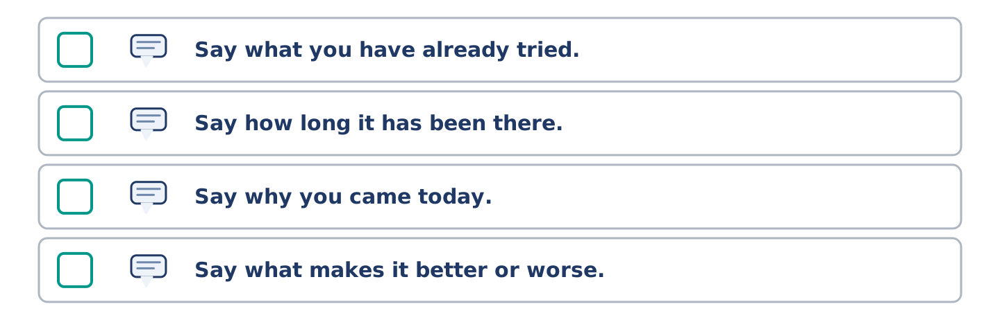 Say what you have already tried.
Say how long it has been there.
Say why you came today.
Say what makes it better or worse.